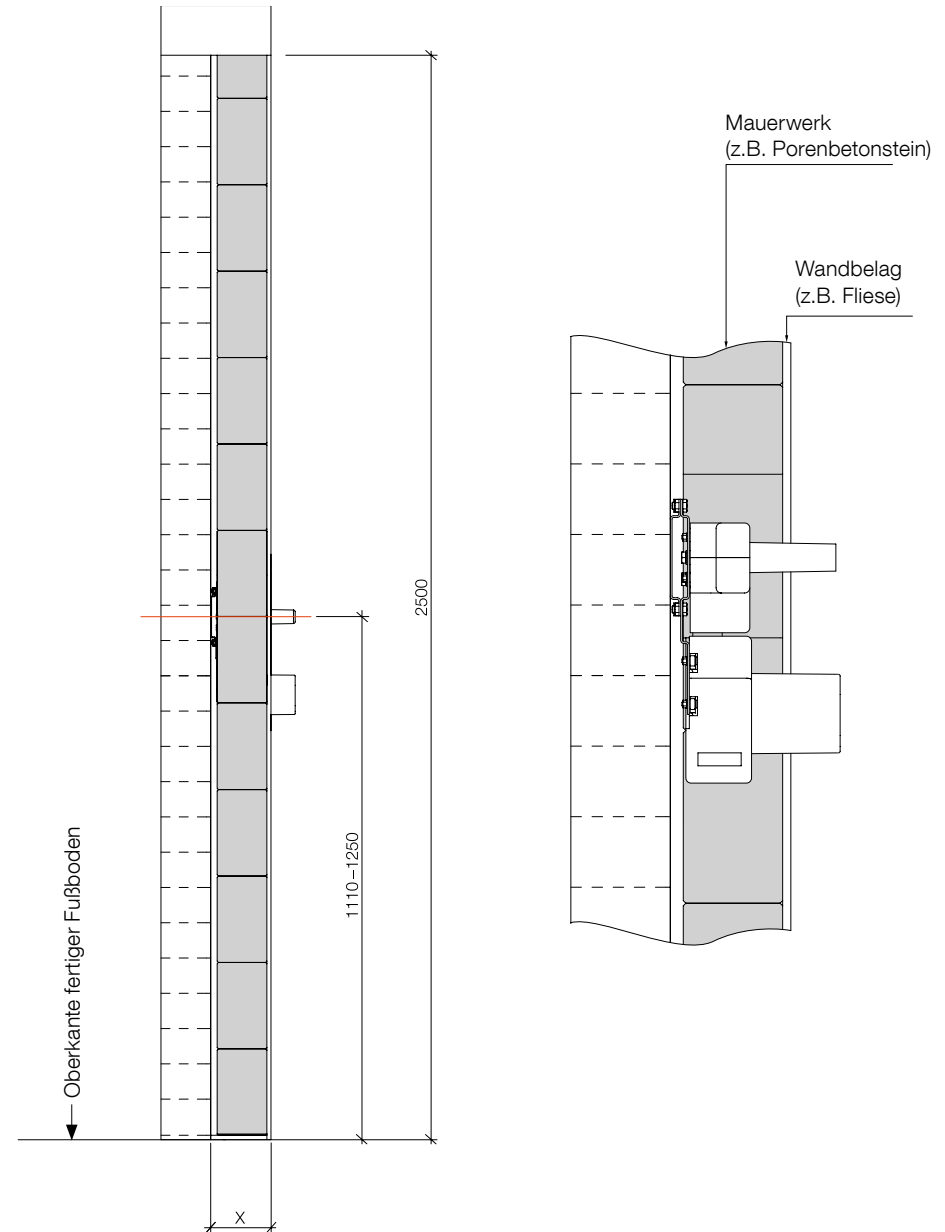 Mauerwerk
(z.B. Porenbetonstein)
Wandbelag
(z.B. Fliese)
2500
1110–1250
Oberkante fertiger Fußboden
X